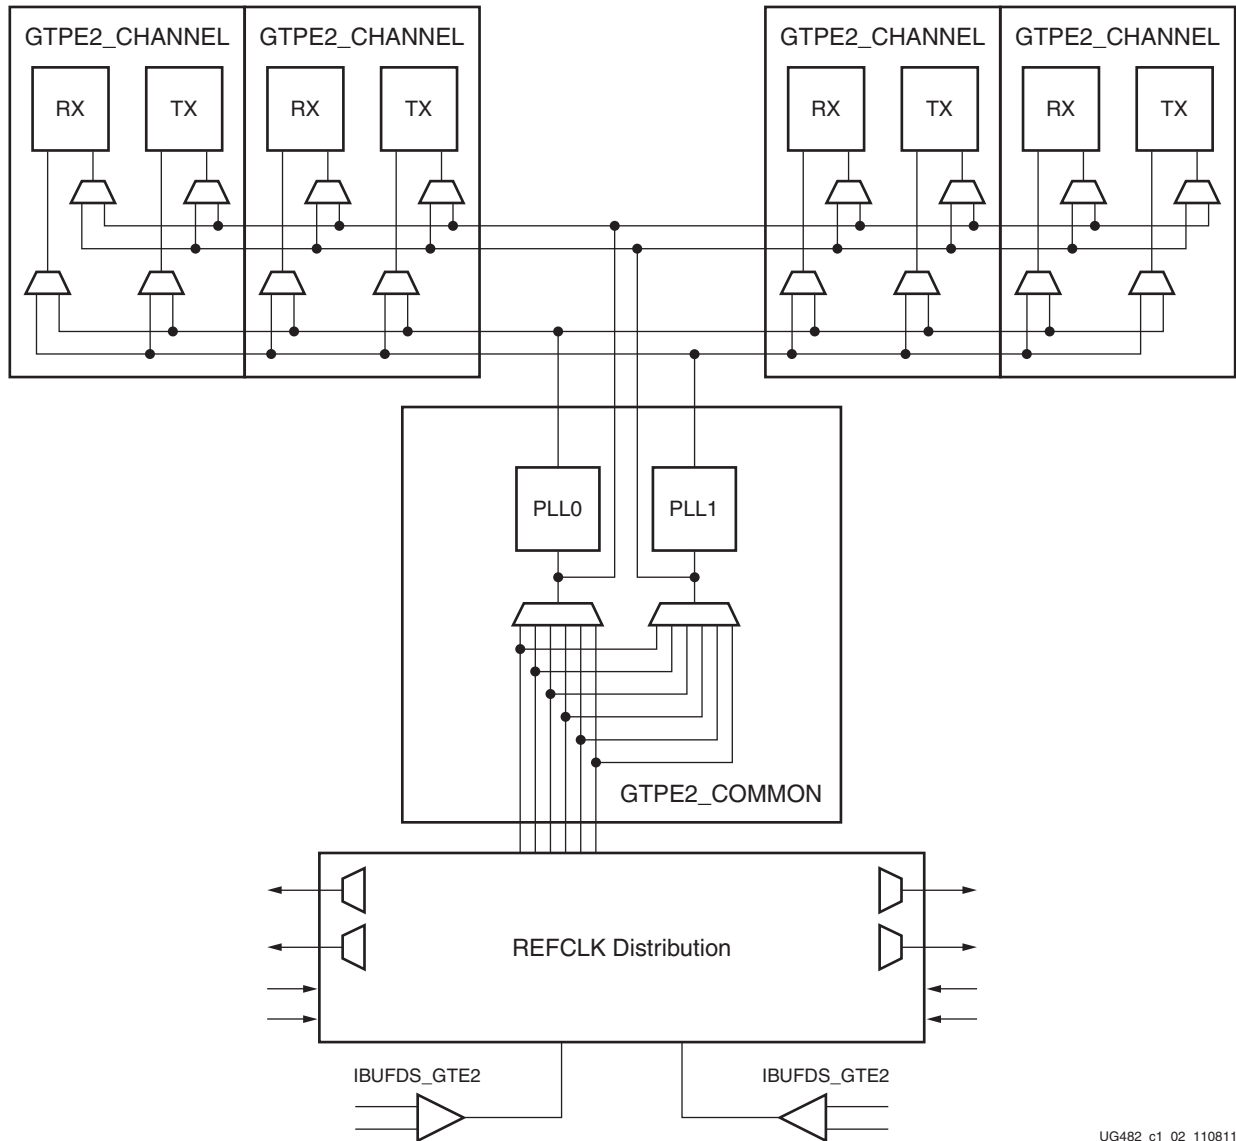 GTPE2_CHANNEL GTPE2_CHANNEL GTPE2_CHANNEL GTPE2_CHANNEL
RX TX RX TX RX TX RX TX
PLL0 PLL1
GTPE2_COMMON
REFCLK Distribution
IBUFDS_GTE2 IBUFDS_GTE2
UG482_c1_02_110811